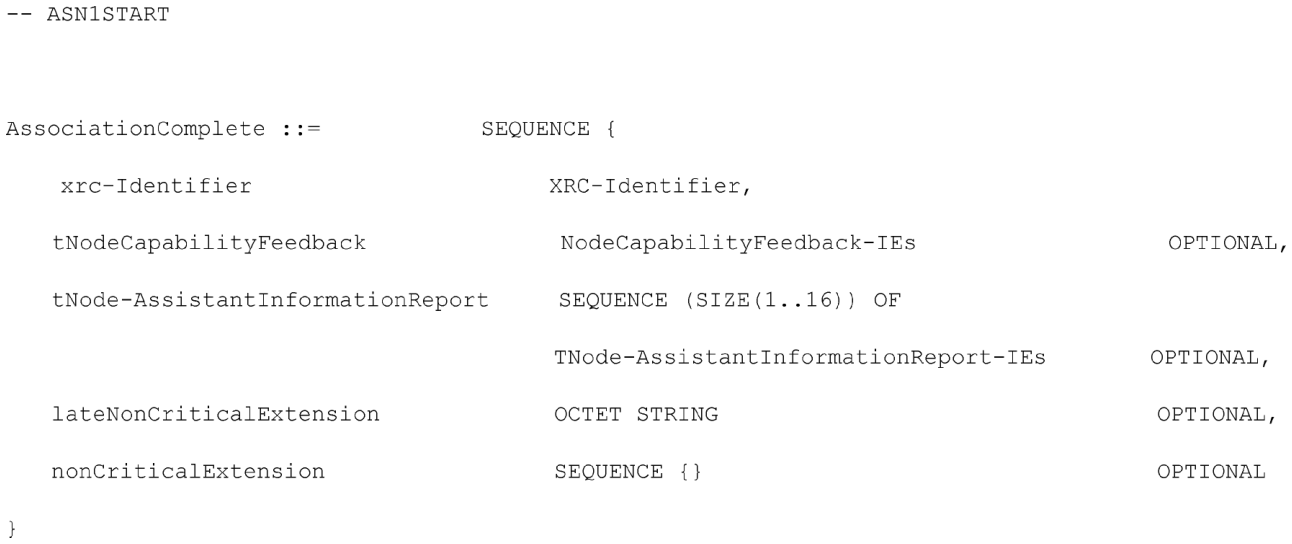 -- ASN1START
AssociationComplete ::= SEQUENCE {
xrc-Identifier XRC-Identifier,
tNodeCapabilityFeedback NodeCapabilityFeedback-IEs OPTIONAL,
tNode-AssistantInformationReport SEQUENCE (SIZE(1..16)) OF
TNode-AssistantInformationReport-IEs OPTIONAL,
lateNonCriticalExtension OCTET STRING OPTIONAL,
nonCriticalExtension SEQUENCE {} OPTIONAL
}